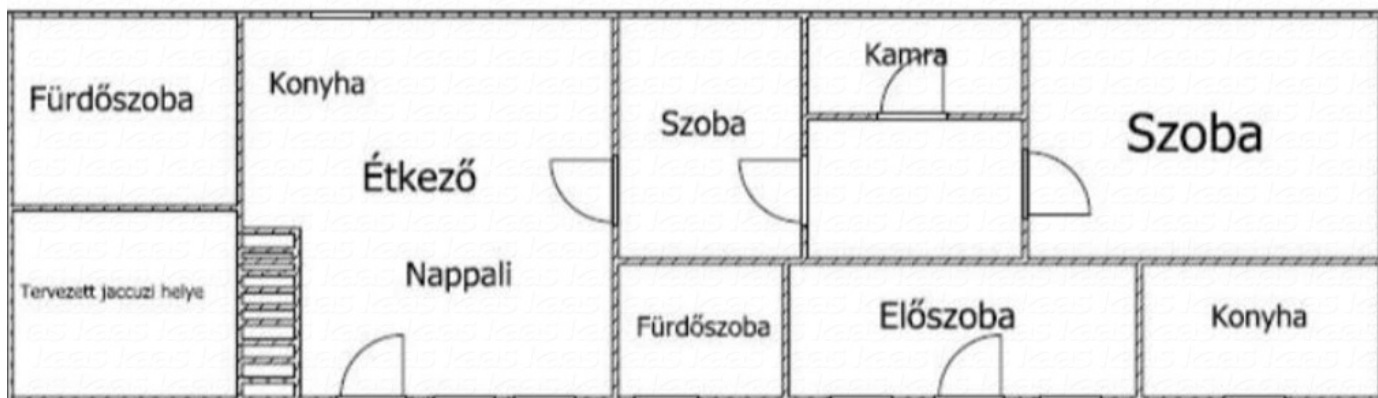 Fürdőszoba
Konyha
Étkező
Nappali
Tervezett jaccuzi helye
Szoba
Kamra
Szoba
Fürdőszoba
Előszoba
Konyha